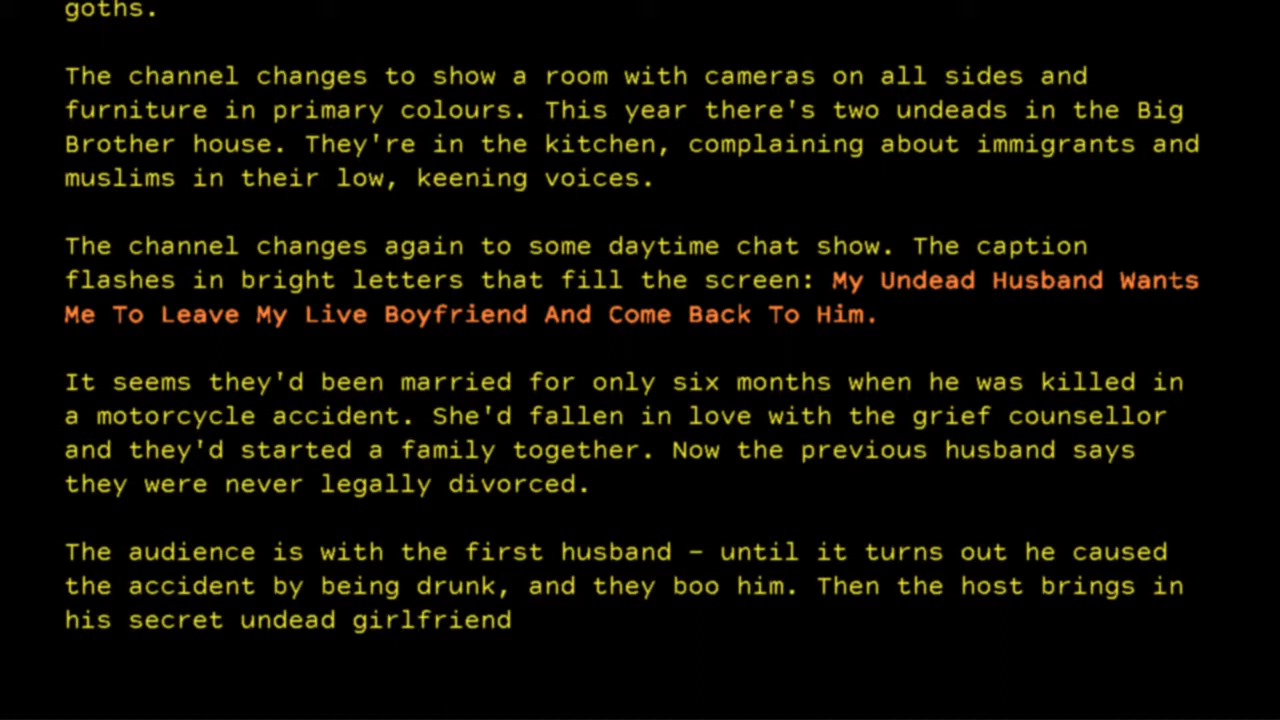 goths.
The channel changes to show a room with cameras on all sides and
furniture in primary colours. This year there's two undeads in the Big
Brother house. They're in the kitchen, complaining about immigrants and
muslims in their low, keening voices.
The channel changes again to some daytime chat show. The caption
flashes in bright letters that fill the screen: My Undead Husband Wants
Me To Leave My Live Boyfriend And Come Back To Him.
It seems they'd been married for only six months when he was killed in
a motorcycle accident. She'd fallen in love with the grief counsellor
and they'd started a family together. Now the previous husband says
they were never legally divorced.
The audience is with the first husband – until it turns out he caused
the accident by being drunk, and they boo him. Then the host brings in
his secret undead girlfriend